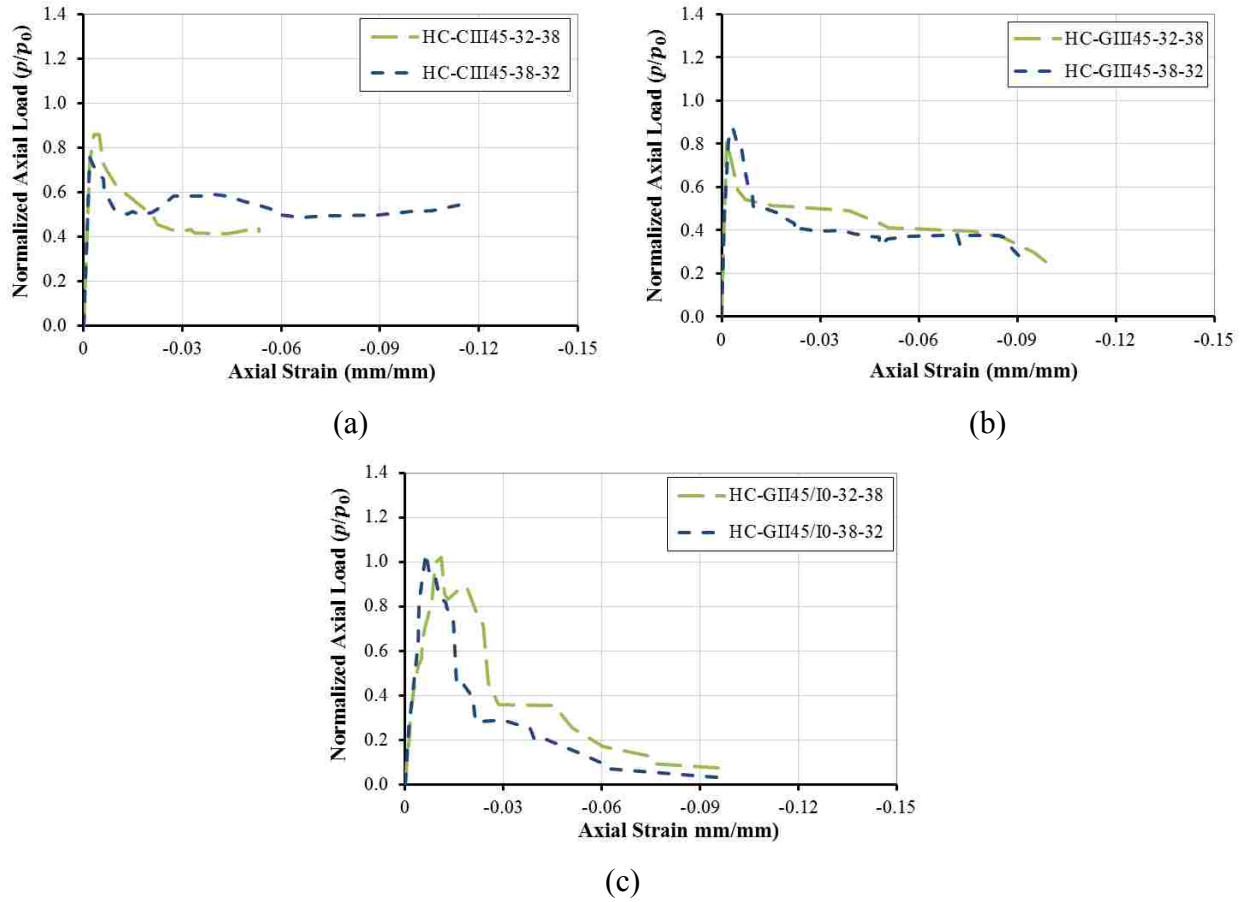 1.4
1.2
1.0
0.8
0.6
0.4
0.2
0.0
Normalized Axial Load (p/p0)
HC-CIII45-32-38
HC-CIII45-38-32
0 -0.03 -0.06 -0.09 -0.12 -0.15
Axial Strain (mm/mm)
(a)
1.4
1.2
1.0
0.8
0.6
0.4
0.2
0.0
Normalized Axial Load (p/p0)
HC-GIII45-32-38
HC-GIII45-38-32
0 -0.03 -0.06 -0.09 -0.12 -0.15
Axial Strain (mm/mm)
(b)
1.4
1.2
1.0
0.8
0.6
0.4
0.2
0.0
Normalized Axial Load (p/p0)
HC-GII45/I0-32-38
HC-GII45/I0-38-32
0 -0.03 -0.06 -0.09 -0.12 -0.15
Axial Strain mm/mm)
(c)